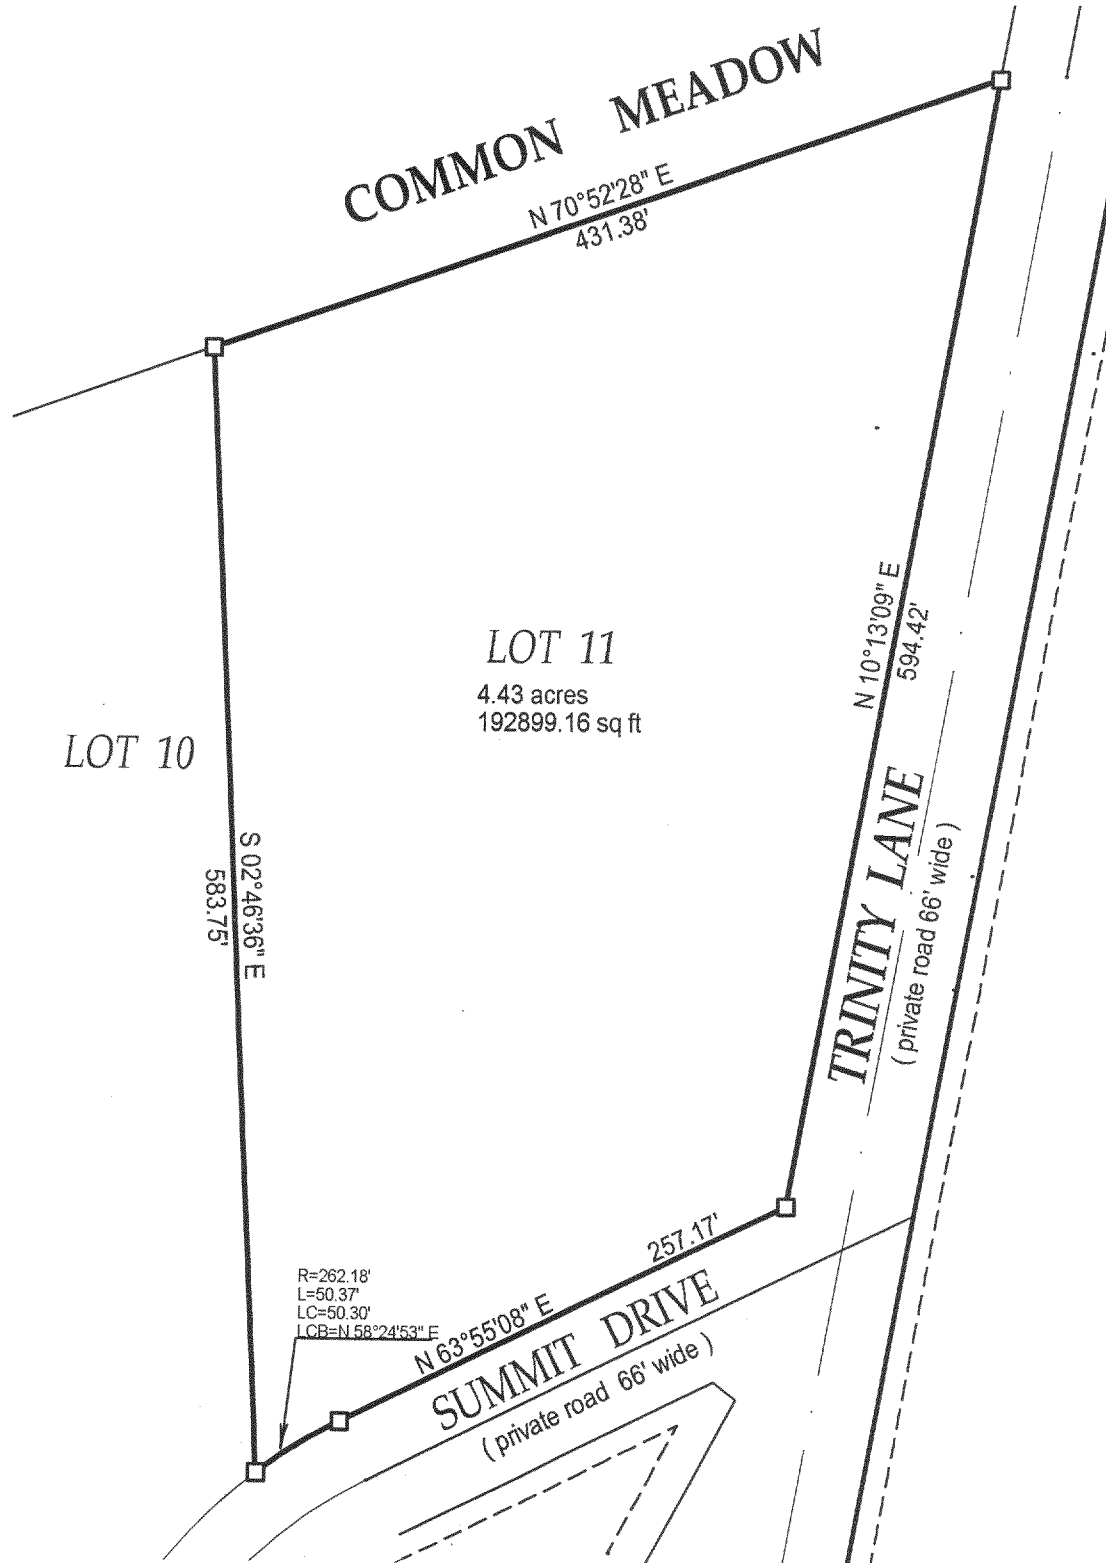 COMMON MEADOW
N 70°52'28" E
431.38'
N 10°13'09" E
594.42'
LOT 11
4.43 acres
192899.16 sq ft
LOT 10
S 02°46'36" E
583.75'
TRINITY LANE
( private road 66' wide )
257.17'
N 63°55'08" E
R=262.18'
L=50.37'
LC=50.30'
LCB=N 58°24'53" E
SUMMIT DRIVE
( private road 66' wide )